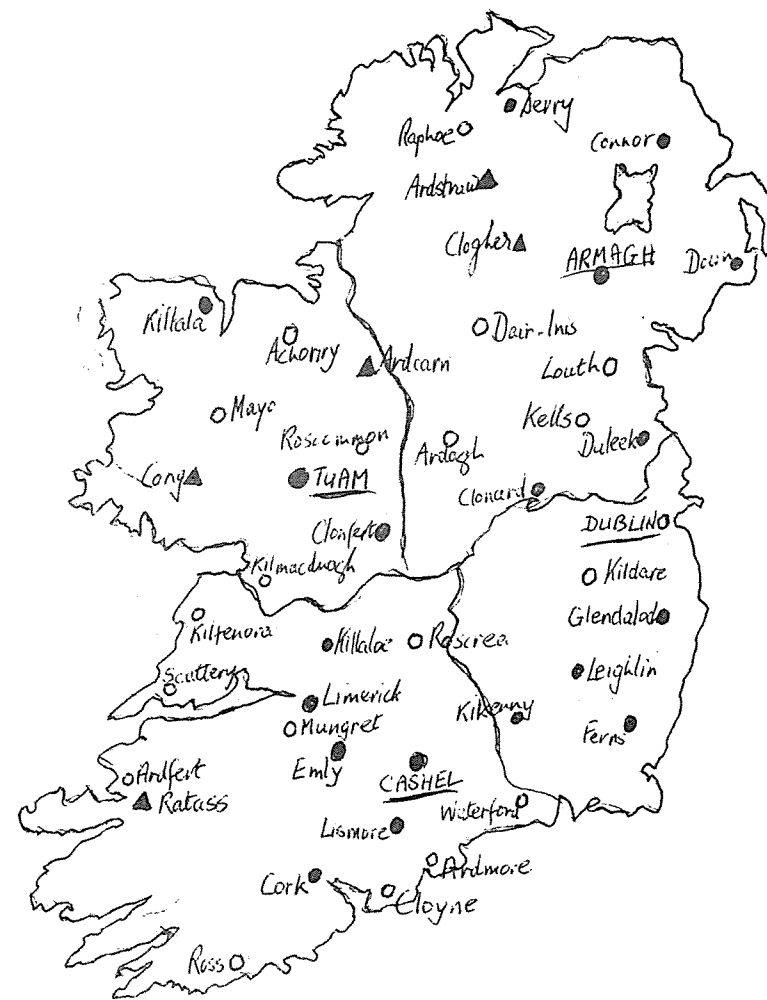 Derry
Raphoe
Connor
Ardstraw
Clogher
ARMAGH
Down
Killala
Achonry
Dair-Inis
Ardcarn
Louth
Mayo
Kells
Roscommon
Ardagh
Duleek
Cong
TUAM
Clonard
DUBLIN
Clonfert
Kilmacduagh
Kildare
Kilfenora
Glendaloch
Killaloe
Roscrea
Scattery
Leighlin
Limerick
Mungret
Kilkenny
Ferns
Emly
Ardfert
CASHEL
Ratass
Waterford
Lismore
Ardmore
Cork
Cloyne
Ross